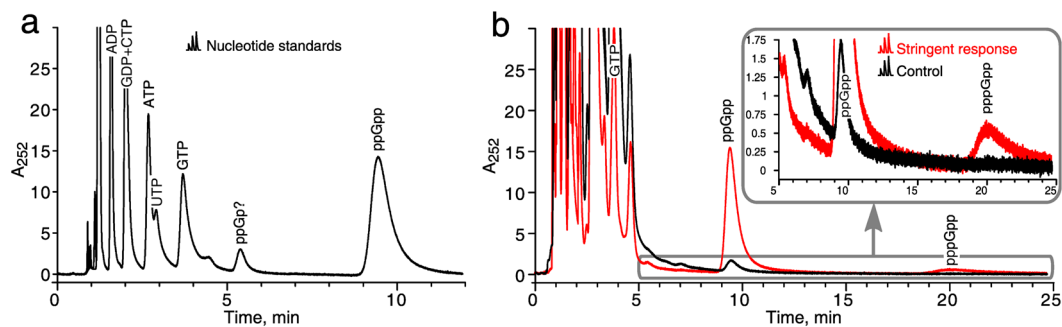 a
Nucleotide standards
A252
30
25
20
15
10
5
0
ADP
GDP+CTP
ATP
UTP
GTP
ppGp?
ppGpp
0
5
10
Time, min
b
A252
30
25
20
15
10
5
0
GTP
ppGpp
pppGpp
0
5
10
15
20
25
Time, min
Stringent response
Control
1.75
1.5
1.25
1
0.75
0.5
0.25
0
ppGpp
pppGpp
5
10
15
20
25